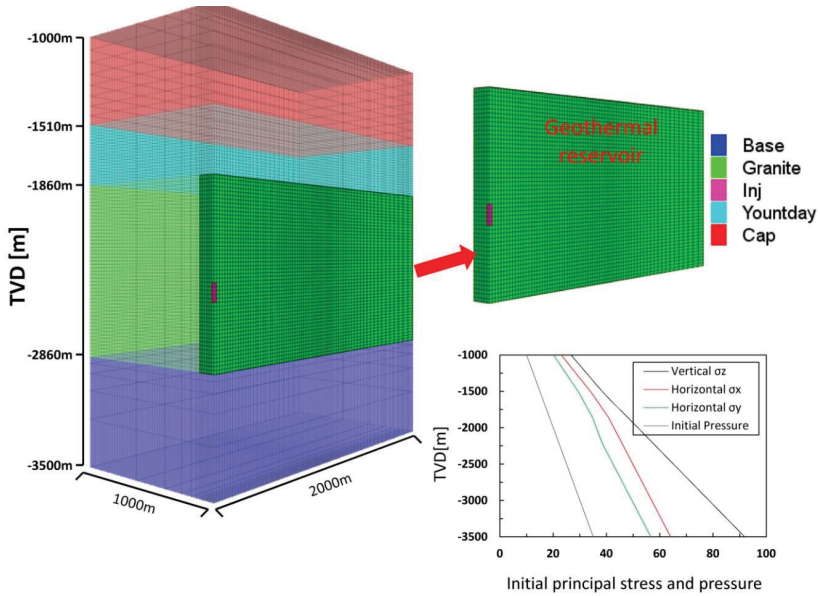 -1000m
-1510m
-1860m
-2860m
-3500m
TVD [m]
1000m
2000m
Geothermal
reservoir
Base
Granite
Inj
Yountday
Cap
-1000
-1500
-2000
-2500
-3000
-3500
TVD[m]
Vertical σz
Horizontal σx
Horizontal σy
Initial Pressure
0 20 40 60 80 100
Initial principal stress and pressure